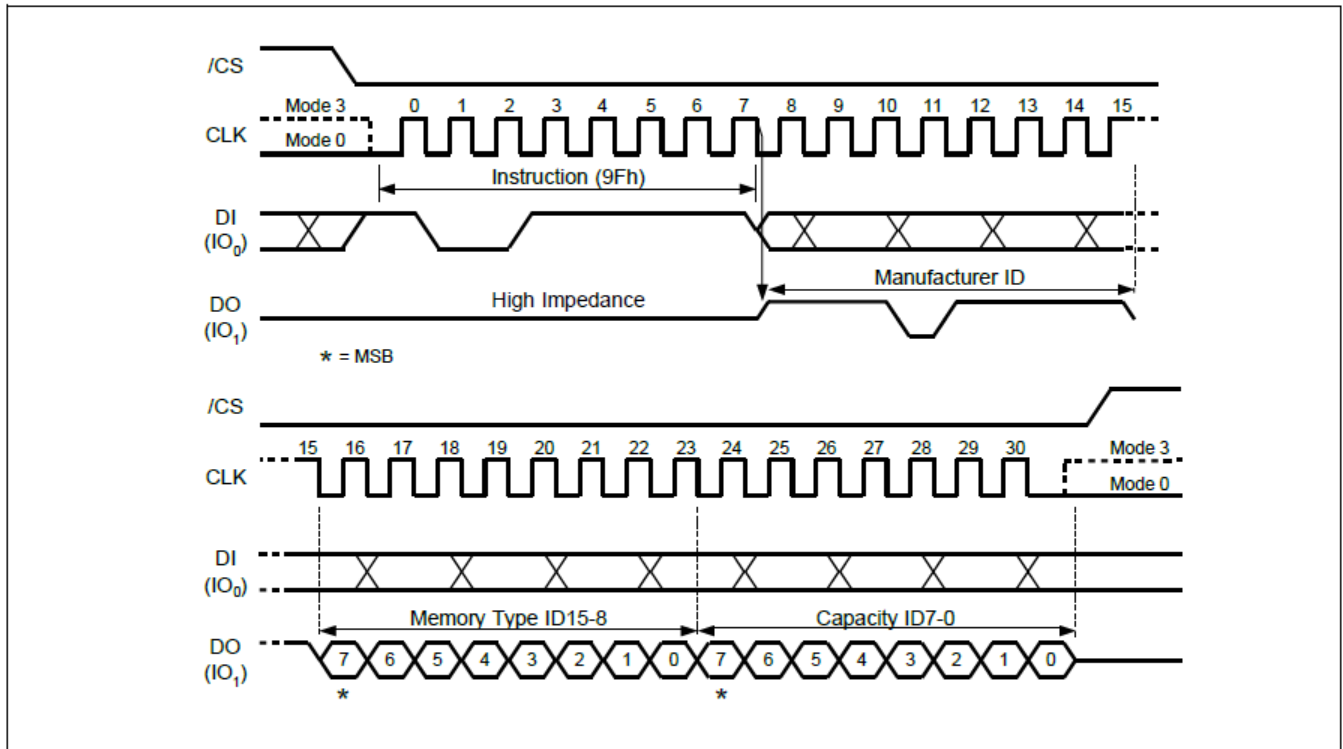 /CS
Mode 3 0 1 2 3 4 5 6 7 8 9 10 11 12 13 14 15
CLK
Mode 0
Instruction (9Fh)
DI
(IO0)
Manufacturer ID
DO
High Impedance
(IO1)
* = MSB
/CS
15 16 17 18 19 20 21 22 23 24 25 26 27 28 29 30 Mode 3
CLK
Mode 0
DI
(IO0)
Memory Type ID15-8 Capacity ID7-0
DO
7 6 5 4 3 2 1 0 7 6 5 4 3 2 1 0
(IO1)
* *